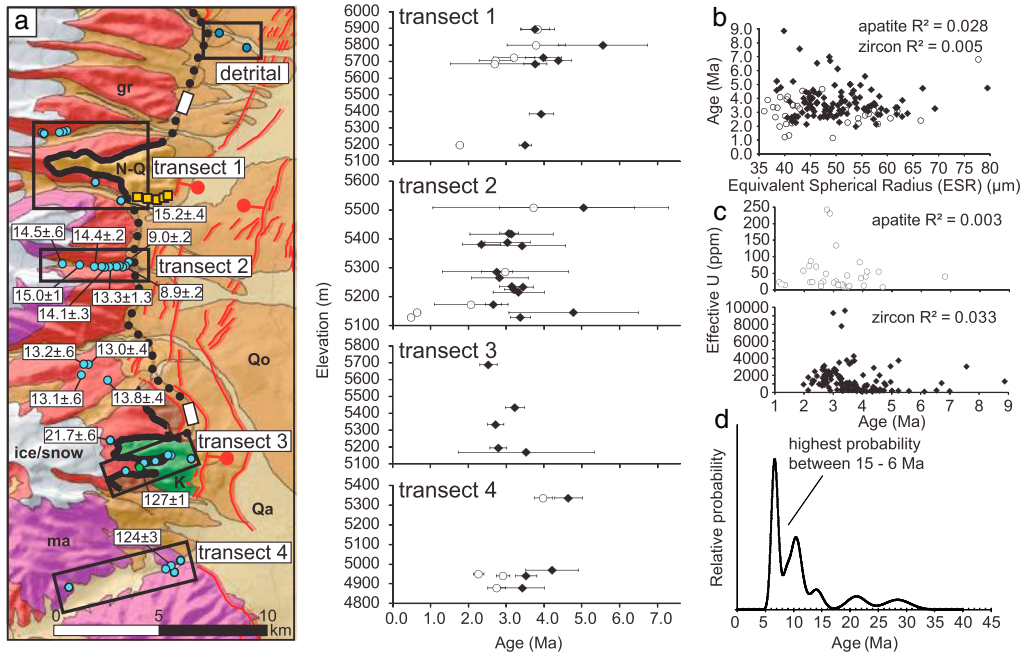 a
detrital
gr
N-Q
transect 1
15.2±.4
14.5±.6
14.4±.2
9.0±.2
transect 2
15.0±1
13.3±1.3
8.9±.2
14.1±.3
13.2±.6
13.0±.4
Qo
13.1±.6
13.8±.4
21.7±.6
transect 3
ice/snow
K
127±1
Qa
ma
124±3
transect 4
0 5 10
km
Elevation (m)
transect 1
6000
5900
5800
5700
5300
5200
5100
transect 2
5600
5500
5400
5300
5200
5100
transect 3
5800
5700
5400
5300
5200
5100
transect 4
5400
5300
5000
4900
4800
0.0 1.0 2.0 3.0 4.0 5.0 6.0 7.0
Age (Ma)
b
apatite R² = 0.028
zircon R² = 0.005
Age (Ma)
9.0
8.0
7.0
6.0
5.0
4.0
3.0
2.0
1.0
0.0
35 40 45 50 55 60 65 70 75 80
Equivalent Spherical Radius (ESR) (µm)
c
apatite R² = 0.003
250
200
150
100
50
0
Effective U (ppm)
zircon R² = 0.033
10000
8000
6000
4000
2000
0
1 2 3 4 5 6 7 8 9
Age (Ma)
d
highest probability
between 15 - 6 Ma
Relative probability
0 5 10 15 20 25 30 35 40 45
Age (Ma)